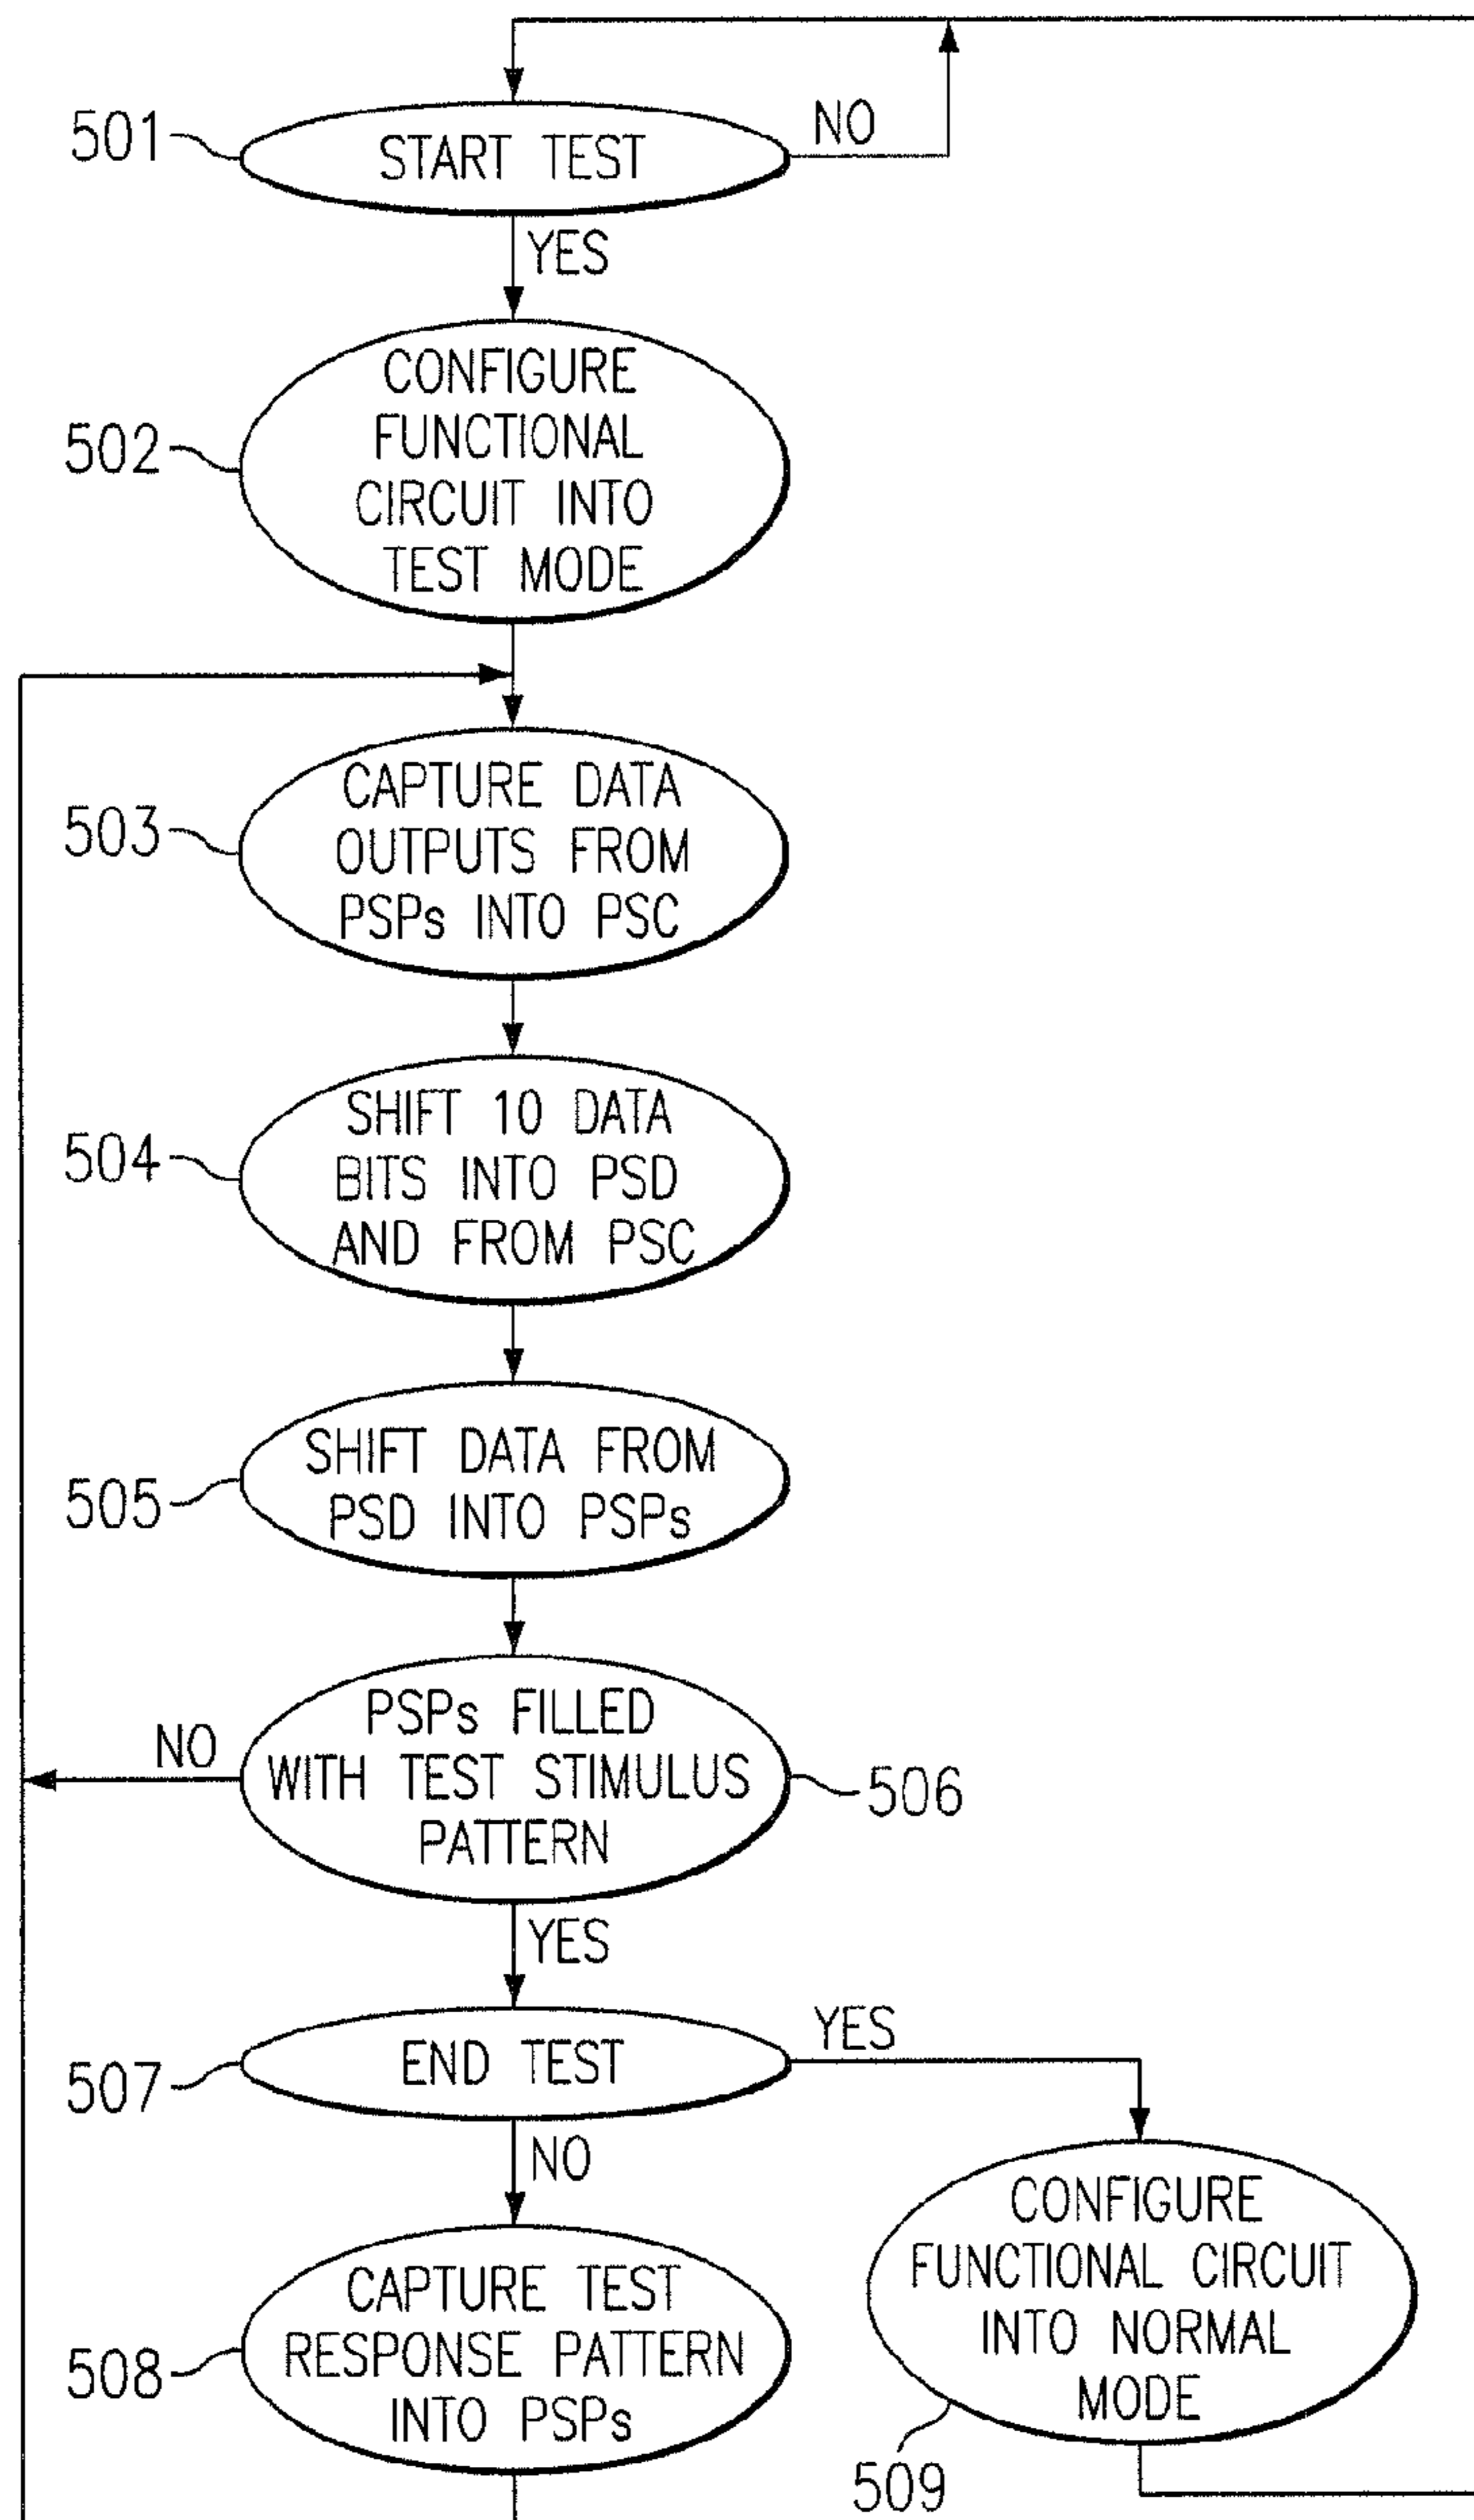 501
START TEST
NO
YES
502
CONFIGURE
FUNCTIONAL
CIRCUIT INTO
TEST MODE
503
CAPTURE DATA
OUTPUTS FROM
PSPs INTO PSC
504
SHIFT 10 DATA
BITS INTO PSD
AND FROM PSC
505
SHIFT DATA FROM
PSD INTO PSPs
NO
PSPs FILLED
WITH TEST STIMULUS
PATTERN
506
YES
507
END TEST
YES
NO
508
CAPTURE TEST
RESPONSE PATTERN
INTO PSPs
CONFIGURE
FUNCTIONAL CIRCUIT
INTO NORMAL
MODE
509